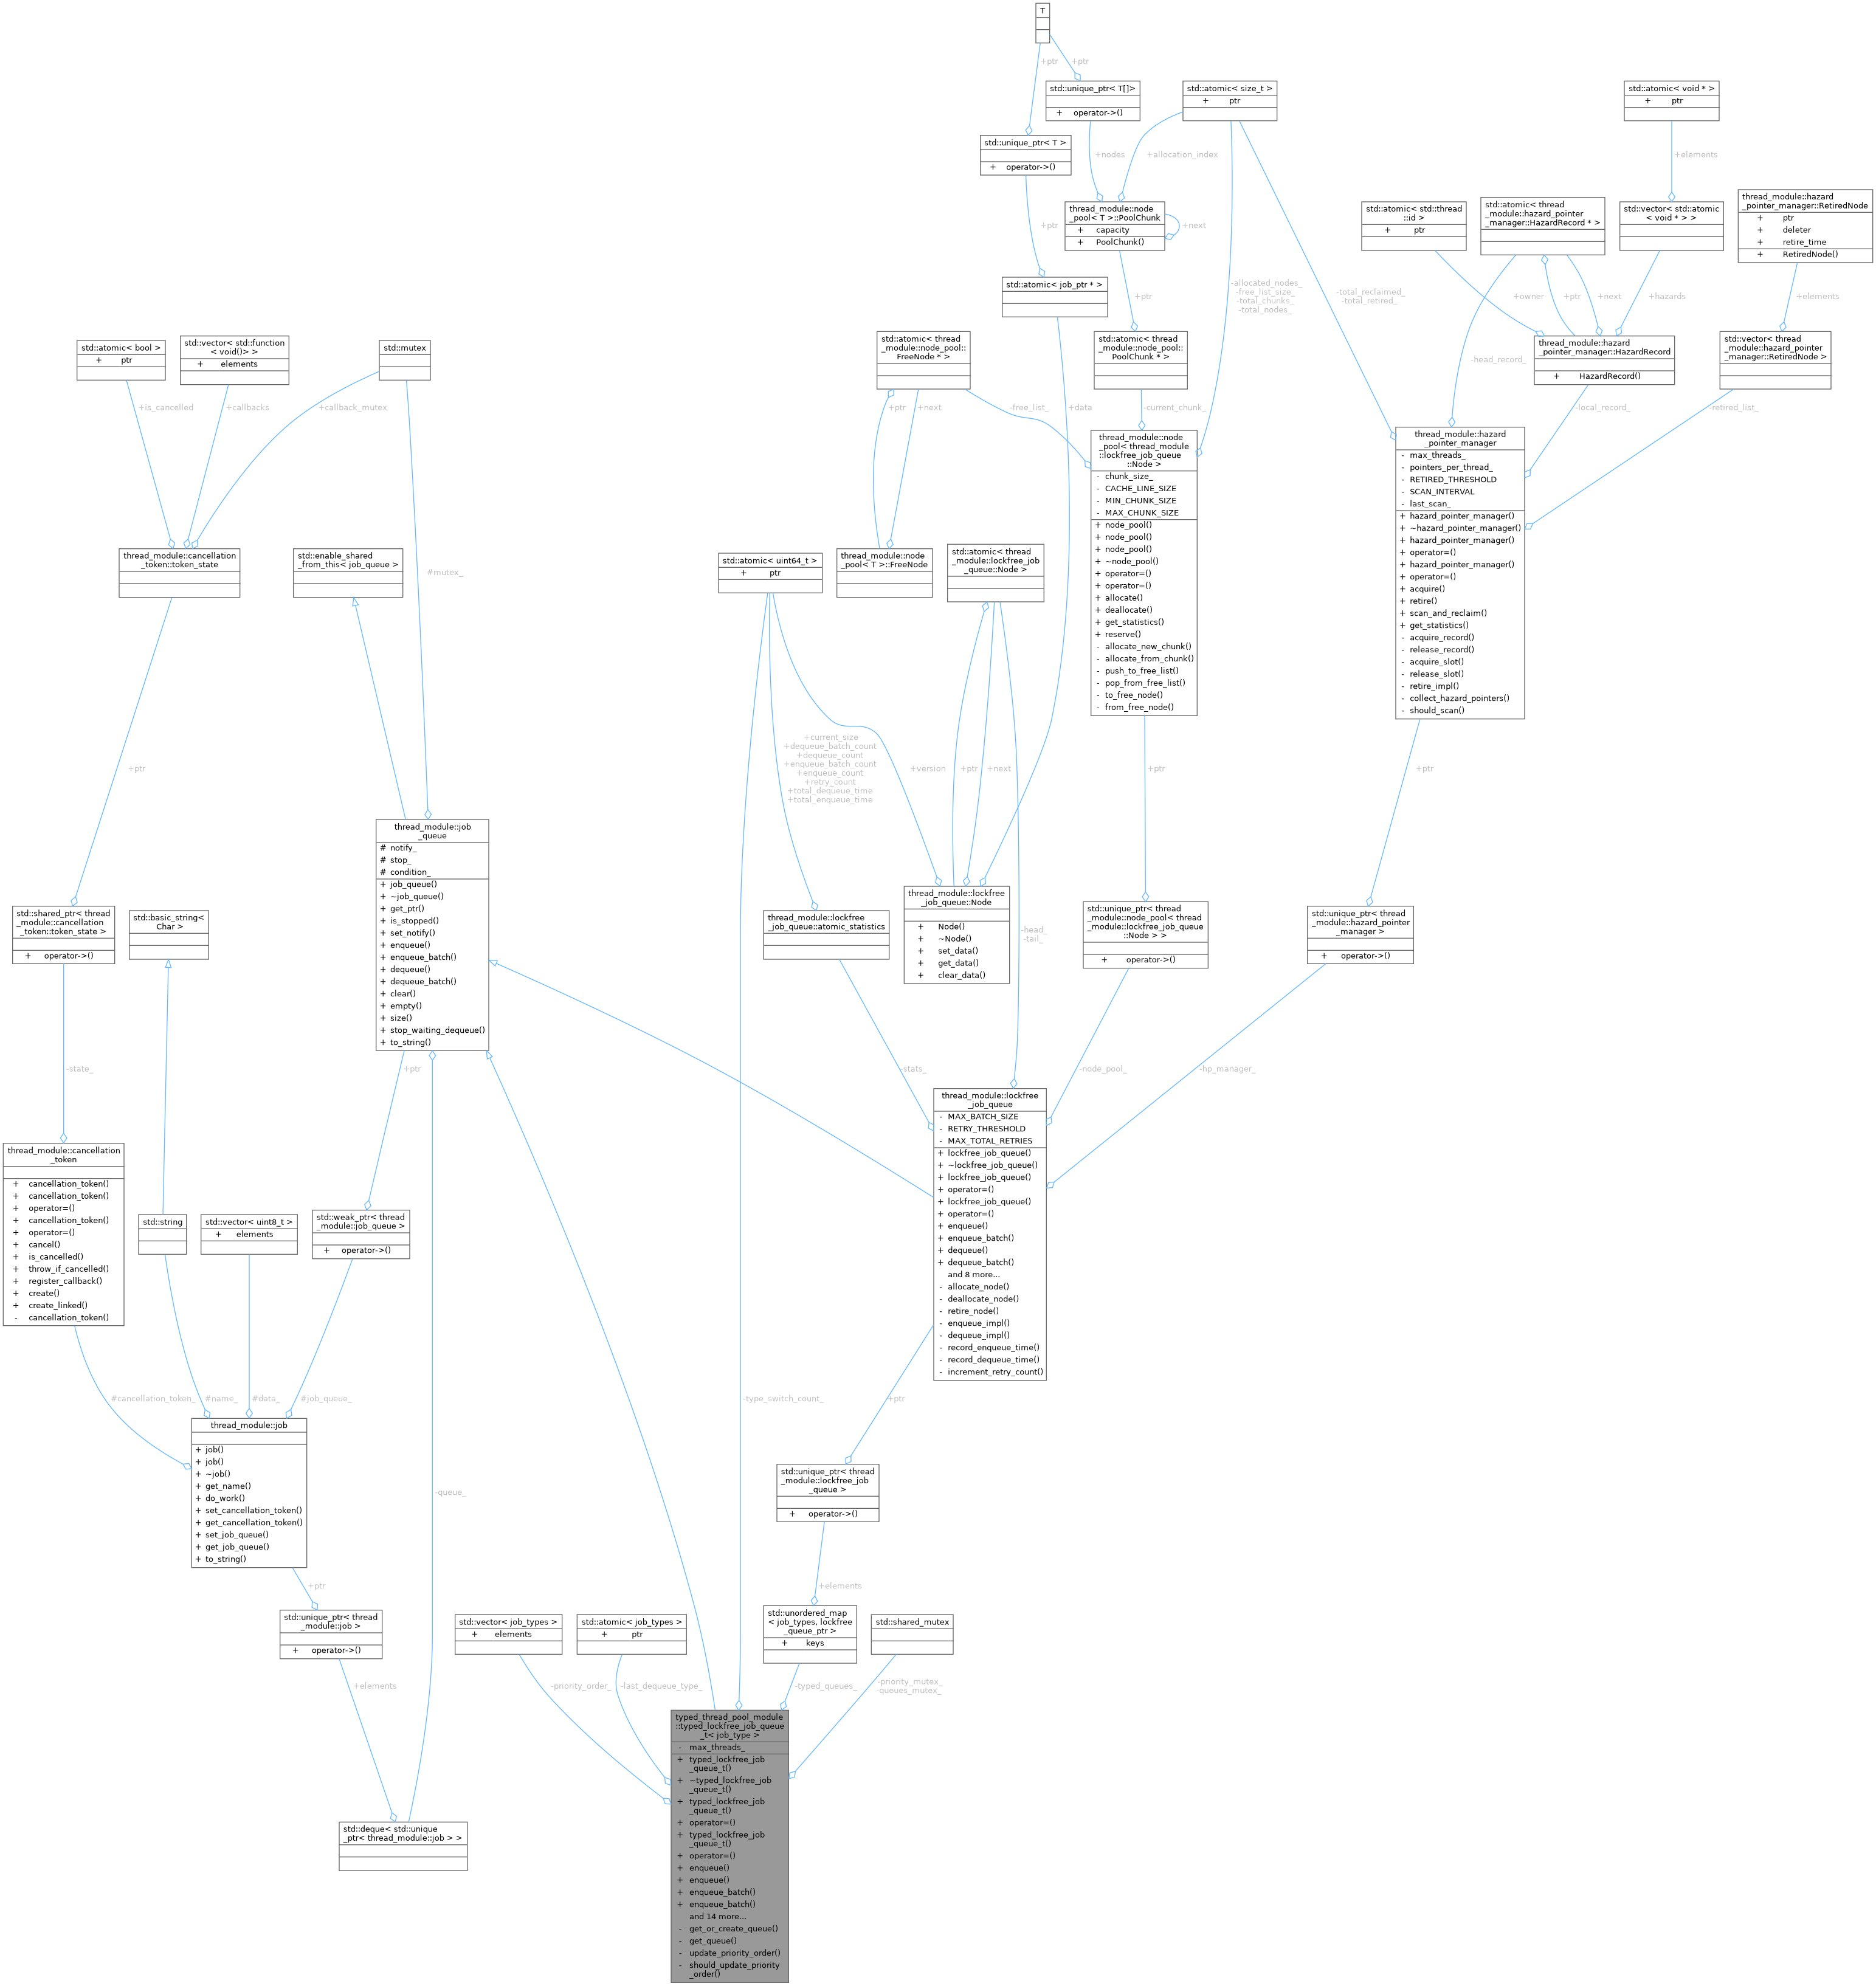 T
+ptr
+ptr
std::unique_ptr< T[]>
+ operator->()
std::atomic< size_t >
+ ptr
std::atomic< void * >
+ ptr
std::unique_ptr< T >
+ operator->()
+nodes
+allocation_index
+elements
thread_module::hazard
_pointer_manager::RetiredNode
+ ptr
+ deleter
+ retire_time
+ RetiredNode()
thread_module::node
_pool< T >::PoolChunk
+ capacity
+ PoolChunk()
+next
std::atomic< std::thread
::id >
+ ptr
std::atomic< thread
_module::hazard_pointer
_manager::HazardRecord * >
std::vector< std::atomic
< void * > >
+ptr
std::atomic< job_ptr * >
+ptr
-allocated_nodes_
-free_list_size_
-total_chunks_
-total_nodes_
-total_reclaimed_
-total_retired_
+owner
+ptr
+next
+hazards
+elements
std::atomic< bool >
+ ptr
std::vector< std::function
< void()> >
+ elements
std::mutex
std::atomic< thread
_module::node_pool::
FreeNode * >
std::atomic< thread
_module::node_pool::
PoolChunk * >
-head_record_
thread_module::hazard
_pointer_manager::HazardRecord
+ HazardRecord()
std::vector< thread
_module::hazard_pointer
_manager::RetiredNode >
+is_cancelled
+callbacks
+callback_mutex
+ptr
+next
-free_list_
+data
-current_chunk_
-local_record_
-retired_list_
thread_module::node
_pool< thread_module
::lockfree_job_queue
::Node >
- chunk_size_
- CACHE_LINE_SIZE
- MIN_CHUNK_SIZE
- MAX_CHUNK_SIZE
+ node_pool()
+ node_pool()
+ node_pool()
+ ~node_pool()
+ operator=()
+ operator=()
+ allocate()
+ deallocate()
+ get_statistics()
+ reserve()
- allocate_new_chunk()
- allocate_from_chunk()
- push_to_free_list()
- pop_from_free_list()
- to_free_node()
- from_free_node()
thread_module::hazard
_pointer_manager
- max_threads_
- pointers_per_thread_
- RETIRED_THRESHOLD
- SCAN_INTERVAL
- last_scan_
+ hazard_pointer_manager()
+ ~hazard_pointer_manager()
+ hazard_pointer_manager()
+ operator=()
+ hazard_pointer_manager()
+ operator=()
+ acquire()
+ retire()
+ scan_and_reclaim()
+ get_statistics()
- acquire_record()
- release_record()
- acquire_slot()
- release_slot()
- retire_impl()
- collect_hazard_pointers()
- should_scan()
thread_module::cancellation
_token::token_state
std::enable_shared
_from_this< job_queue >
#mutex_
std::atomic< uint64_t >
+ ptr
thread_module::node
_pool< T >::FreeNode
std::atomic< thread
_module::lockfree_job
_queue::Node >
+ptr
+current_size
+dequeue_batch_count
+dequeue_count
+enqueue_batch_count
+enqueue_count
+retry_count
+total_dequeue_time
+total_enqueue_time
+version
+ptr
+next
+ptr
+ptr
thread_module::job
_queue
# notify_
# stop_
# condition_
+ job_queue()
+ ~job_queue()
+ get_ptr()
+ is_stopped()
+ set_notify()
+ enqueue()
+ enqueue_batch()
+ dequeue()
+ dequeue_batch()
+ clear()
+ empty()
+ size()
+ stop_waiting_dequeue()
+ to_string()
std::shared_ptr< thread
_module::cancellation
_token::token_state >
+ operator->()
std::basic_string<
Char >
thread_module::lockfree
_job_queue::atomic_statistics
thread_module::lockfree
_job_queue::Node
+ Node()
+ ~Node()
+ set_data()
+ get_data()
+ clear_data()
-head_
-tail_
std::unique_ptr< thread
_module::node_pool< thread
_module::lockfree_job_queue
::Node > >
+ operator->()
std::unique_ptr< thread
_module::hazard_pointer
_manager >
+ operator->()
-state_
+ptr
-stats_
-node_pool_
-hp_manager_
thread_module::cancellation
_token
+ cancellation_token()
+ cancellation_token()
+ operator=()
+ cancellation_token()
+ operator=()
+ cancel()
+ is_cancelled()
+ throw_if_cancelled()
+ register_callback()
+ create()
+ create_linked()
- cancellation_token()
std::string
std::vector< uint8_t >
+ elements
std::weak_ptr< thread
_module::job_queue >
+ operator->()
thread_module::lockfree
_job_queue
- MAX_BATCH_SIZE
- RETRY_THRESHOLD
- MAX_TOTAL_RETRIES
+ lockfree_job_queue()
+ ~lockfree_job_queue()
+ lockfree_job_queue()
+ operator=()
+ lockfree_job_queue()
+ operator=()
+ enqueue()
+ enqueue_batch()
+ dequeue()
+ dequeue_batch()
and 8 more...
- allocate_node()
- deallocate_node()
- retire_node()
- enqueue_impl()
- dequeue_impl()
- record_enqueue_time()
- record_dequeue_time()
- increment_retry_count()
#cancellation_token_
#name_
#data_
#job_queue_
-type_switch_count_
+ptr
thread_module::job
+ job()
+ job()
+ ~job()
+ get_name()
+ do_work()
+ set_cancellation_token()
+ get_cancellation_token()
+ set_job_queue()
+ get_job_queue()
+ to_string()
-queue_
std::unique_ptr< thread
_module::lockfree_job
_queue >
+ operator->()
+ptr
+elements
std::unique_ptr< thread
_module::job >
+ operator->()
std::vector< job_types >
+ elements
std::atomic< job_types >
+ ptr
std::unordered_map
< job_types, lockfree
_queue_ptr >
+ keys
std::shared_mutex
+elements
-priority_order_
-last_dequeue_type_
-typed_queues_
-priority_mutex_
-queues_mutex_
std::deque< std::unique
_ptr< thread_module::job > >
typed_thread_pool_module
::typed_lockfree_job_queue
_t< job_type >
- max_threads_
+ typed_lockfree_job
_queue_t()
+ ~typed_lockfree_job
_queue_t()
+ typed_lockfree_job
_queue_t()
+ operator=()
+ typed_lockfree_job
_queue_t()
+ operator=()
+ enqueue()
+ enqueue()
+ enqueue_batch()
+ enqueue_batch()
and 14 more...
- get_or_create_queue()
- get_queue()
- update_priority_order()
- should_update_priority
_order()